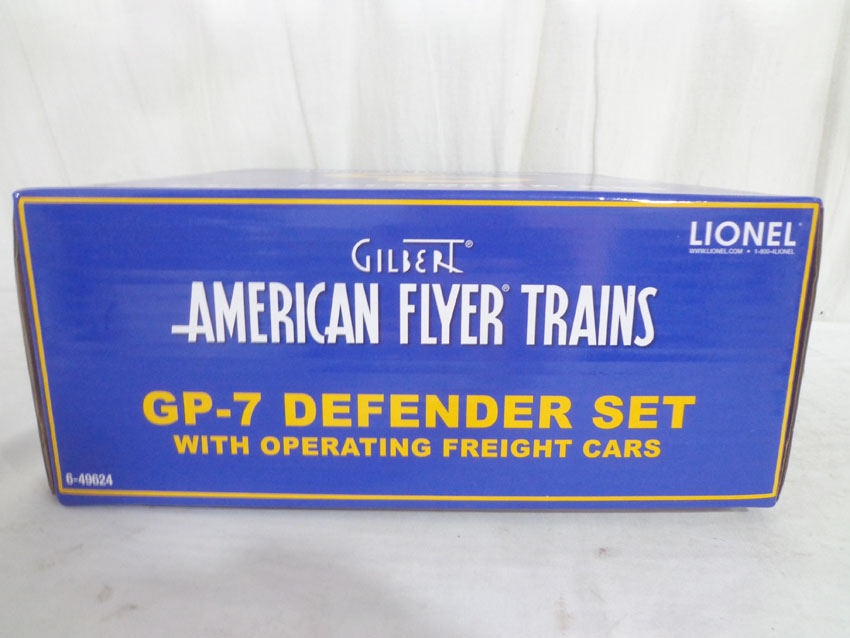 LIONEL
WWW.LIONEL.COM • 1-800-4LIONEL
GILBERT®
AMERICAN FLYER® TRAINS
GP-7 DEFENDER SET
WITH OPERATING FREIGHT CARS
6-49624